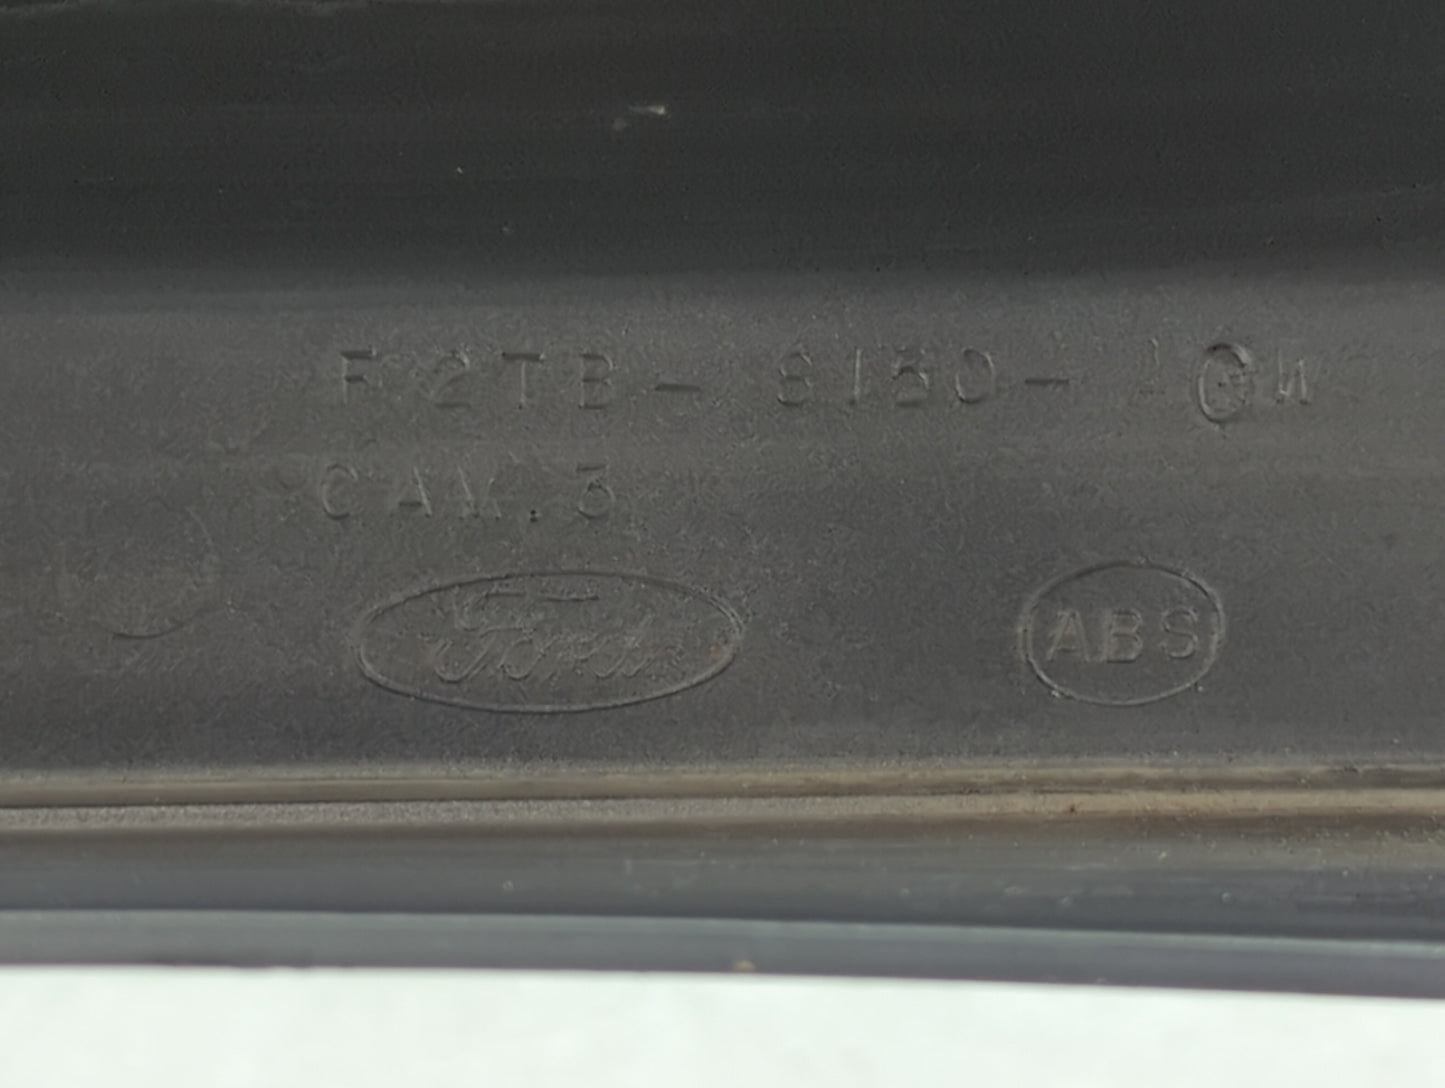 F2TB-8150-
CAV.3
Ford
ABS